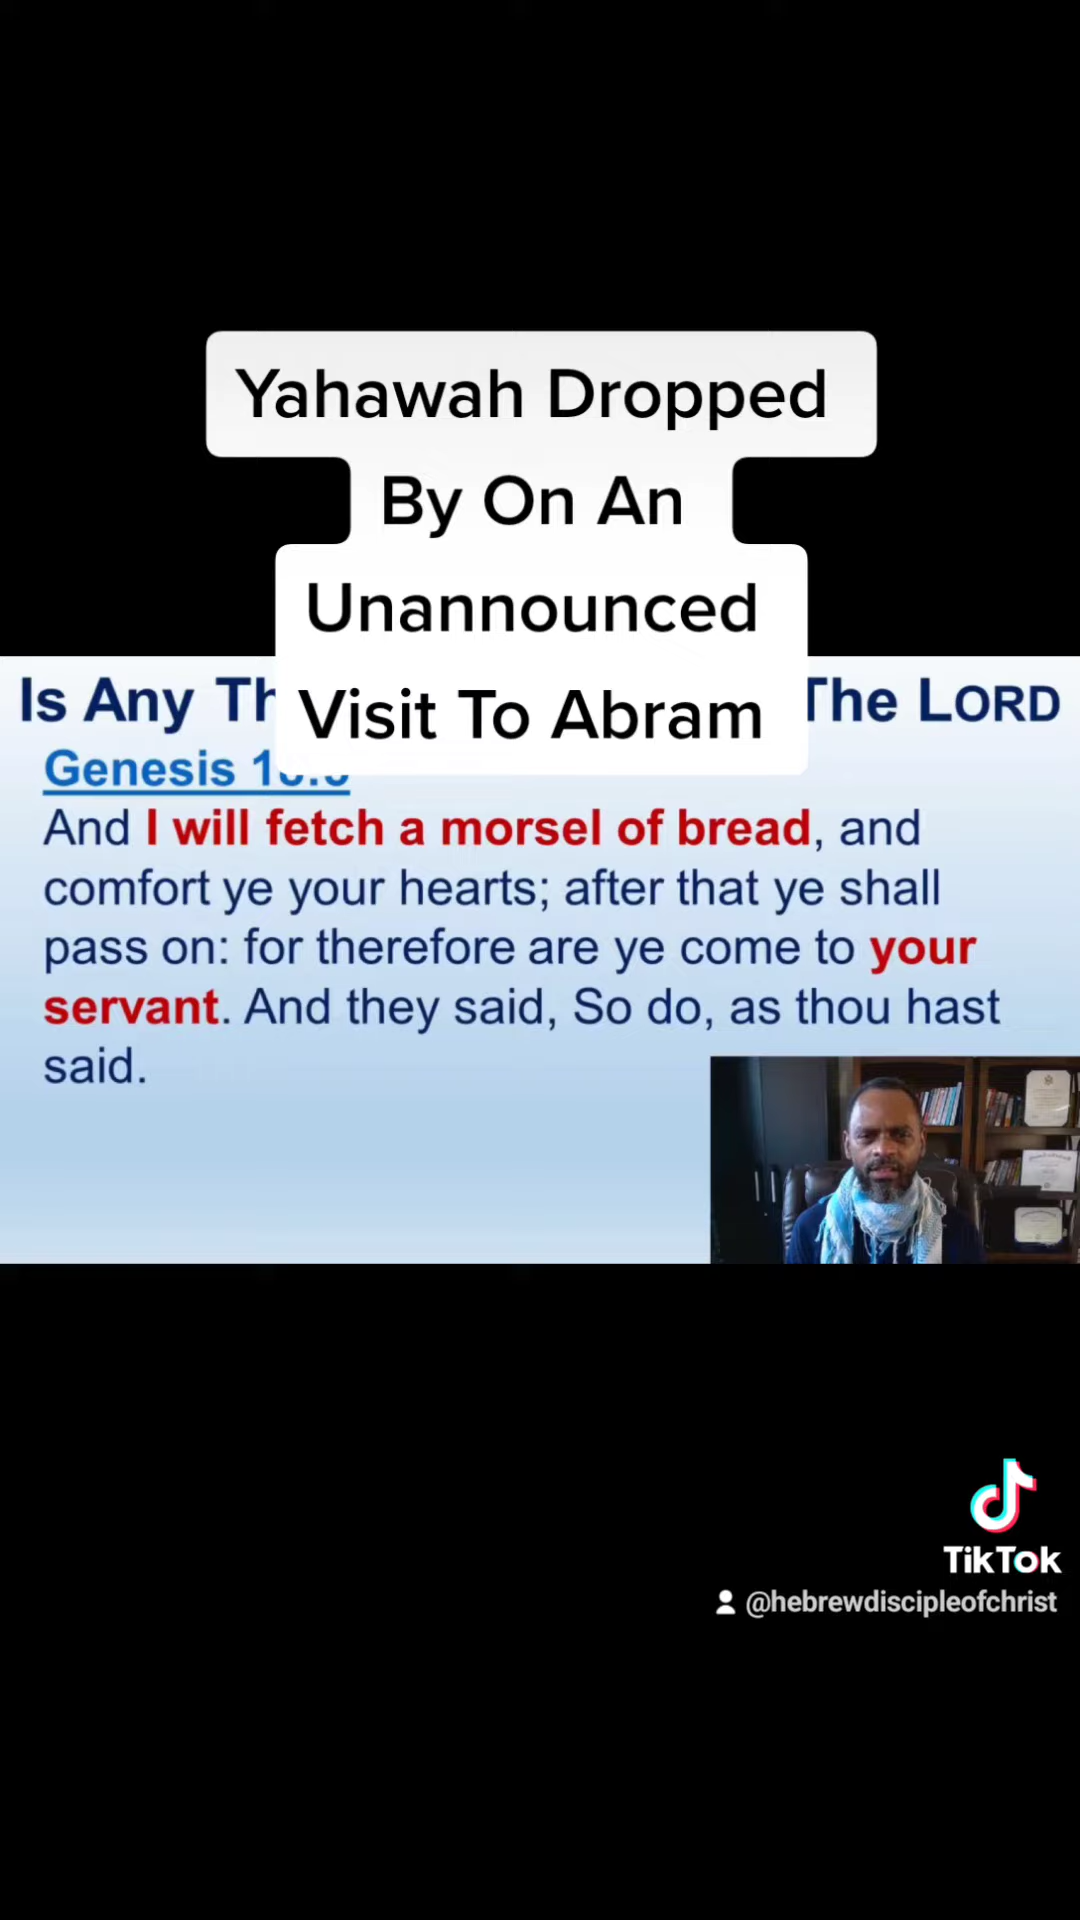 Yahawah Dropped
By On An
Unannounced
Visit To Abram
Is Any The LORD
Genesis
And I will fetch a morsel of bread, and
comfort ye your hearts; after that ye shall
pass on: for therefore are ye come to your
servant. And they said, So do, as thou hast
said.
TikTok
@hebrewdiscipleofchrist